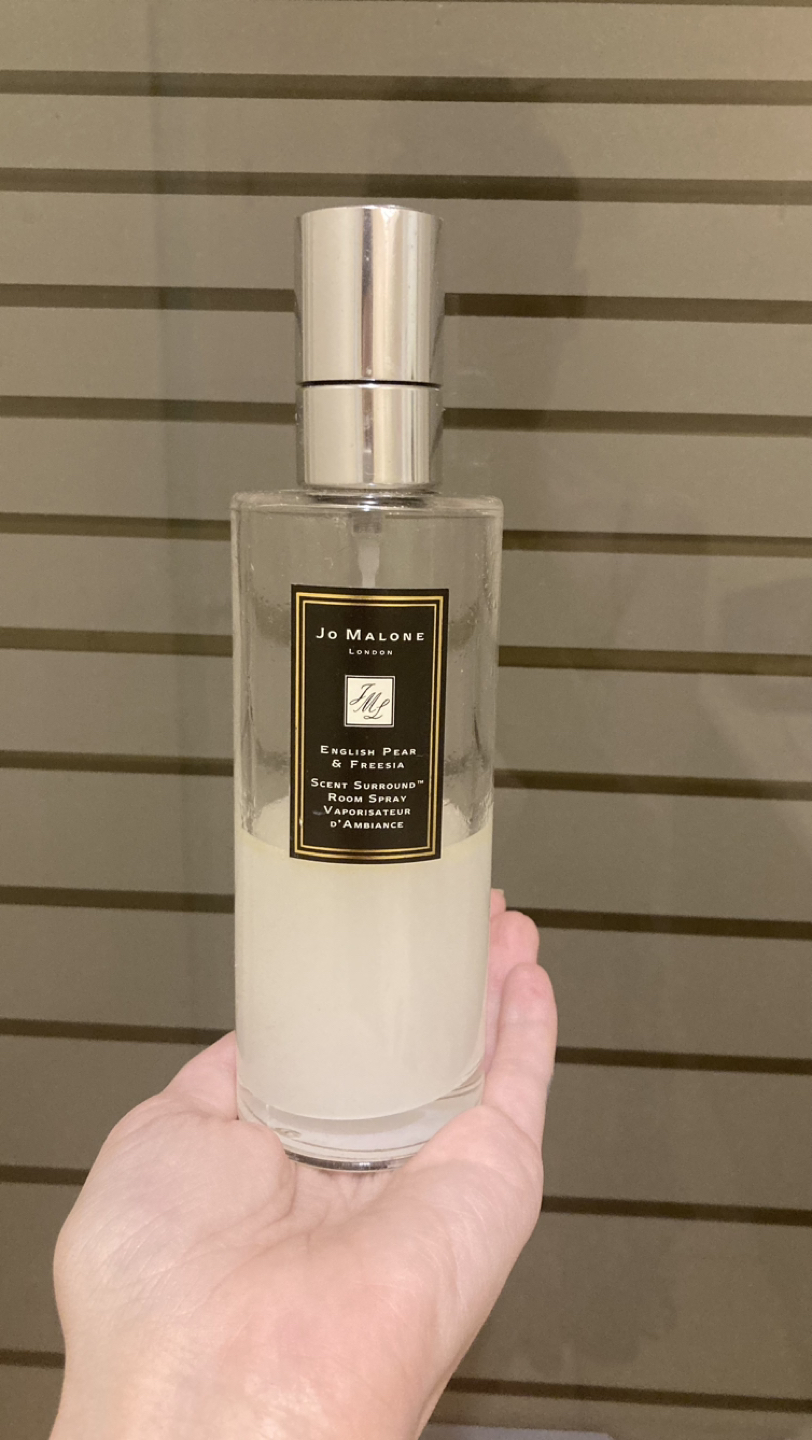 Jo Malone
London
JML
English Pear
& Freesia
Scent Surround™
Room Spray
Vaporisateur
d'Ambiance